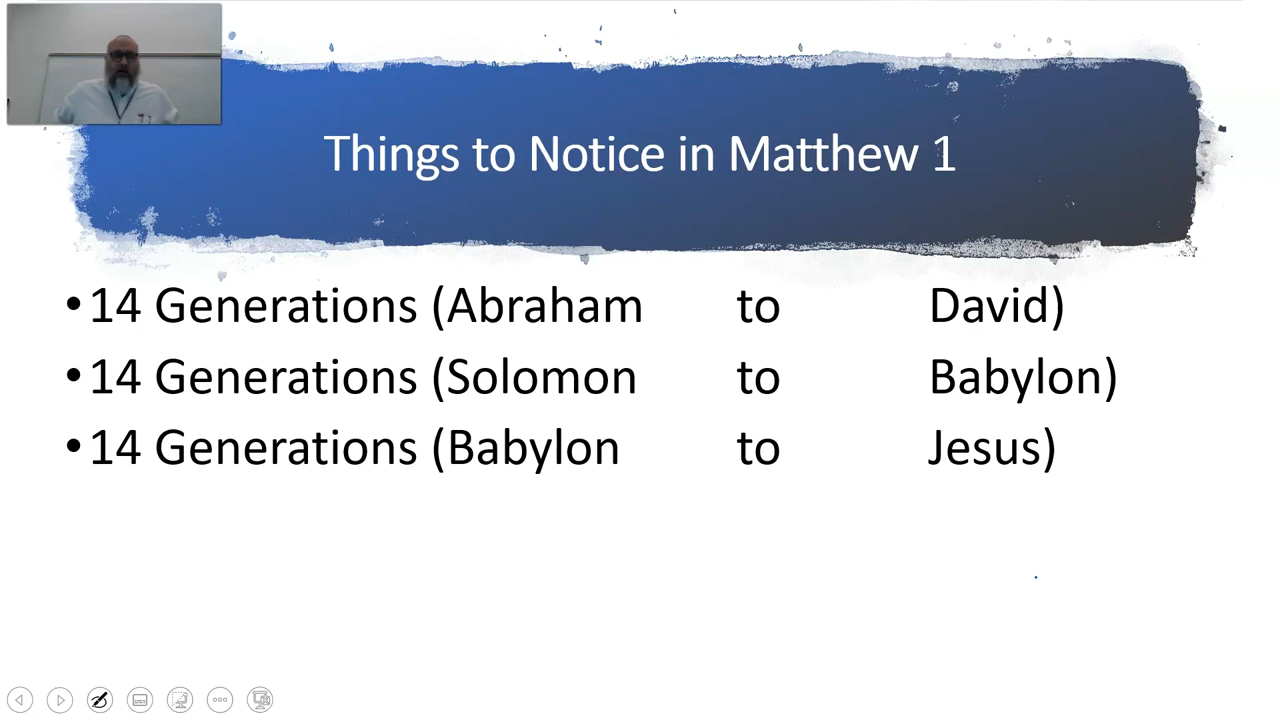 Things to Notice in Matthew 1
•14 Generations (Abraham to David)
•14 Generations (Solomon to Babylon)
•14 Generations (Babylon to Jesus)